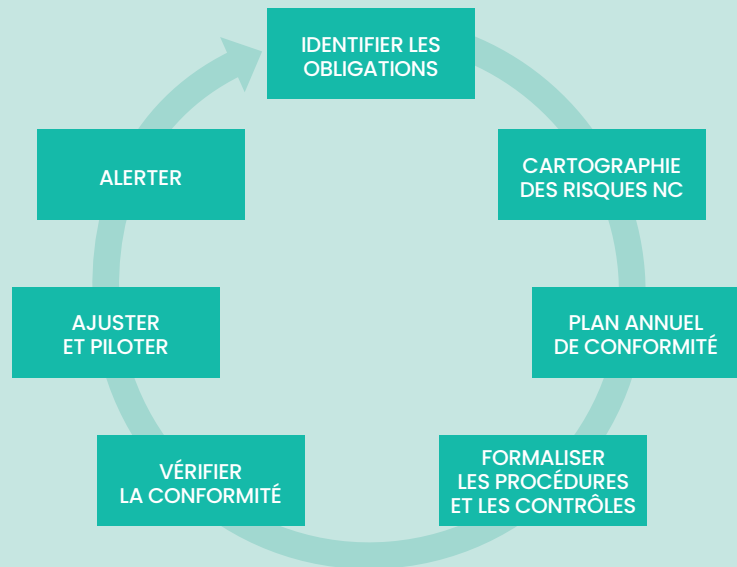 IDENTIFIER LES
OBLIGATIONS
CARTOGRAPHIE
DES RISQUES NC
PLAN ANNUEL
DE CONFORMITÉ
FORMALISER
LES PROCÉDURES
ET LES CONTRÔLES
VÉRIFIER
LA CONFORMITÉ
AJUSTER
ET PILOTER
ALERTER